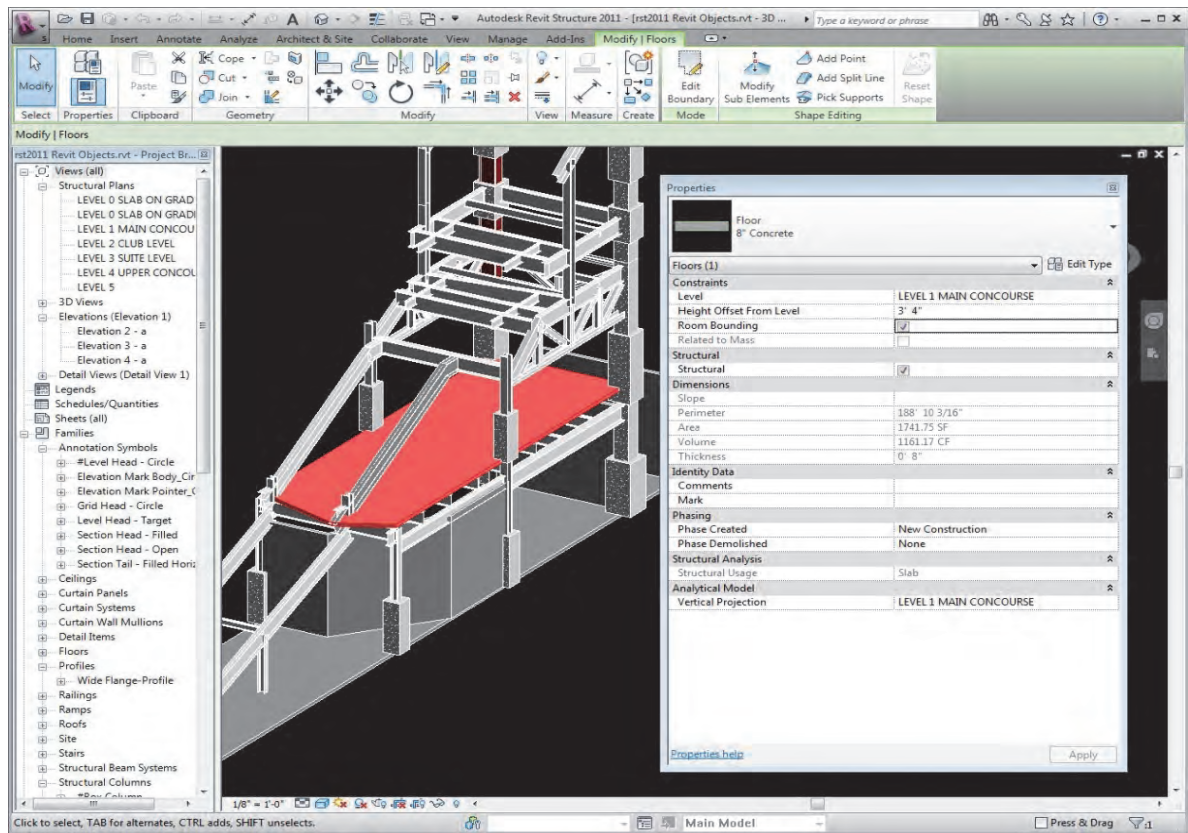 Autodesk Revit Structure 2011 - [rst2011 Revit Objects.rvt - 3D ...
Type a keyword or phrase
Home Insert Annotate Analyze Architect & Site Collaborate View Manage Add-Ins Modify | Floors
Modify
Paste
Cope
Cut
Join
Edit Boundary
Modify Sub Elements
Add Point
Add Split Line
Pick Supports
Reset Shape
Select Properties Clipboard Geometry Modify View Measure Create Mode Shape Editing
Modify | Floors
rst2011 Revit Objects.rvt - Project Br...
Views (all)
Structural Plans
LEVEL 0 SLAB ON GRAD
LEVEL 0 SLAB ON GRADI
LEVEL 1 MAIN CONCOU
LEVEL 2 CLUB LEVEL
LEVEL 3 SUITE LEVEL
LEVEL 4 UPPER CONCOL
LEVEL 5
3D Views
Elevations (Elevation 1)
Elevation 2 - a
Elevation 3 - a
Elevation 4 - a
Detail Views (Detail View 1)
Legends
Schedules/Quantities
Sheets (all)
Families
Annotation Symbols
#Level Head - Circle
Elevation Mark Body_Cir
Elevation Mark Pointer_C
Grid Head - Circle
Level Head - Target
Section Head - Filled
Section Head - Open
Section Tail - Filled Horiz
Ceilings
Curtain Panels
Curtain Systems
Curtain Wall Mullions
Detail Items
Floors
Profiles
Wide Flange-Profile
Railings
Ramps
Roofs
Site
Stairs
Structural Beam Systems
Structural Columns
Properties
Floor
8" Concrete
Floors (1) Edit Type
Constraints
Level LEVEL 1 MAIN CONCOURSE
Height Offset From Level 3' 4"
Room Bounding
Related to Mass
Structural
Structural
Dimensions
Slope
Perimeter 188' 10 3/16"
Area 1741.75 SF
Volume 1161.17 CF
Thickness 0' 8"
Identity Data
Comments
Mark
Phasing
Phase Created New Construction
Phase Demolished None
Structural Analysis
Structural Usage Slab
Analytical Model
Vertical Projection LEVEL 1 MAIN CONCOURSE
Properties help Apply
1/8" = 1'-0"
Click to select, TAB for alternates, CTRL adds, SHIFT unselects.
Main Model
Press & Drag
:1